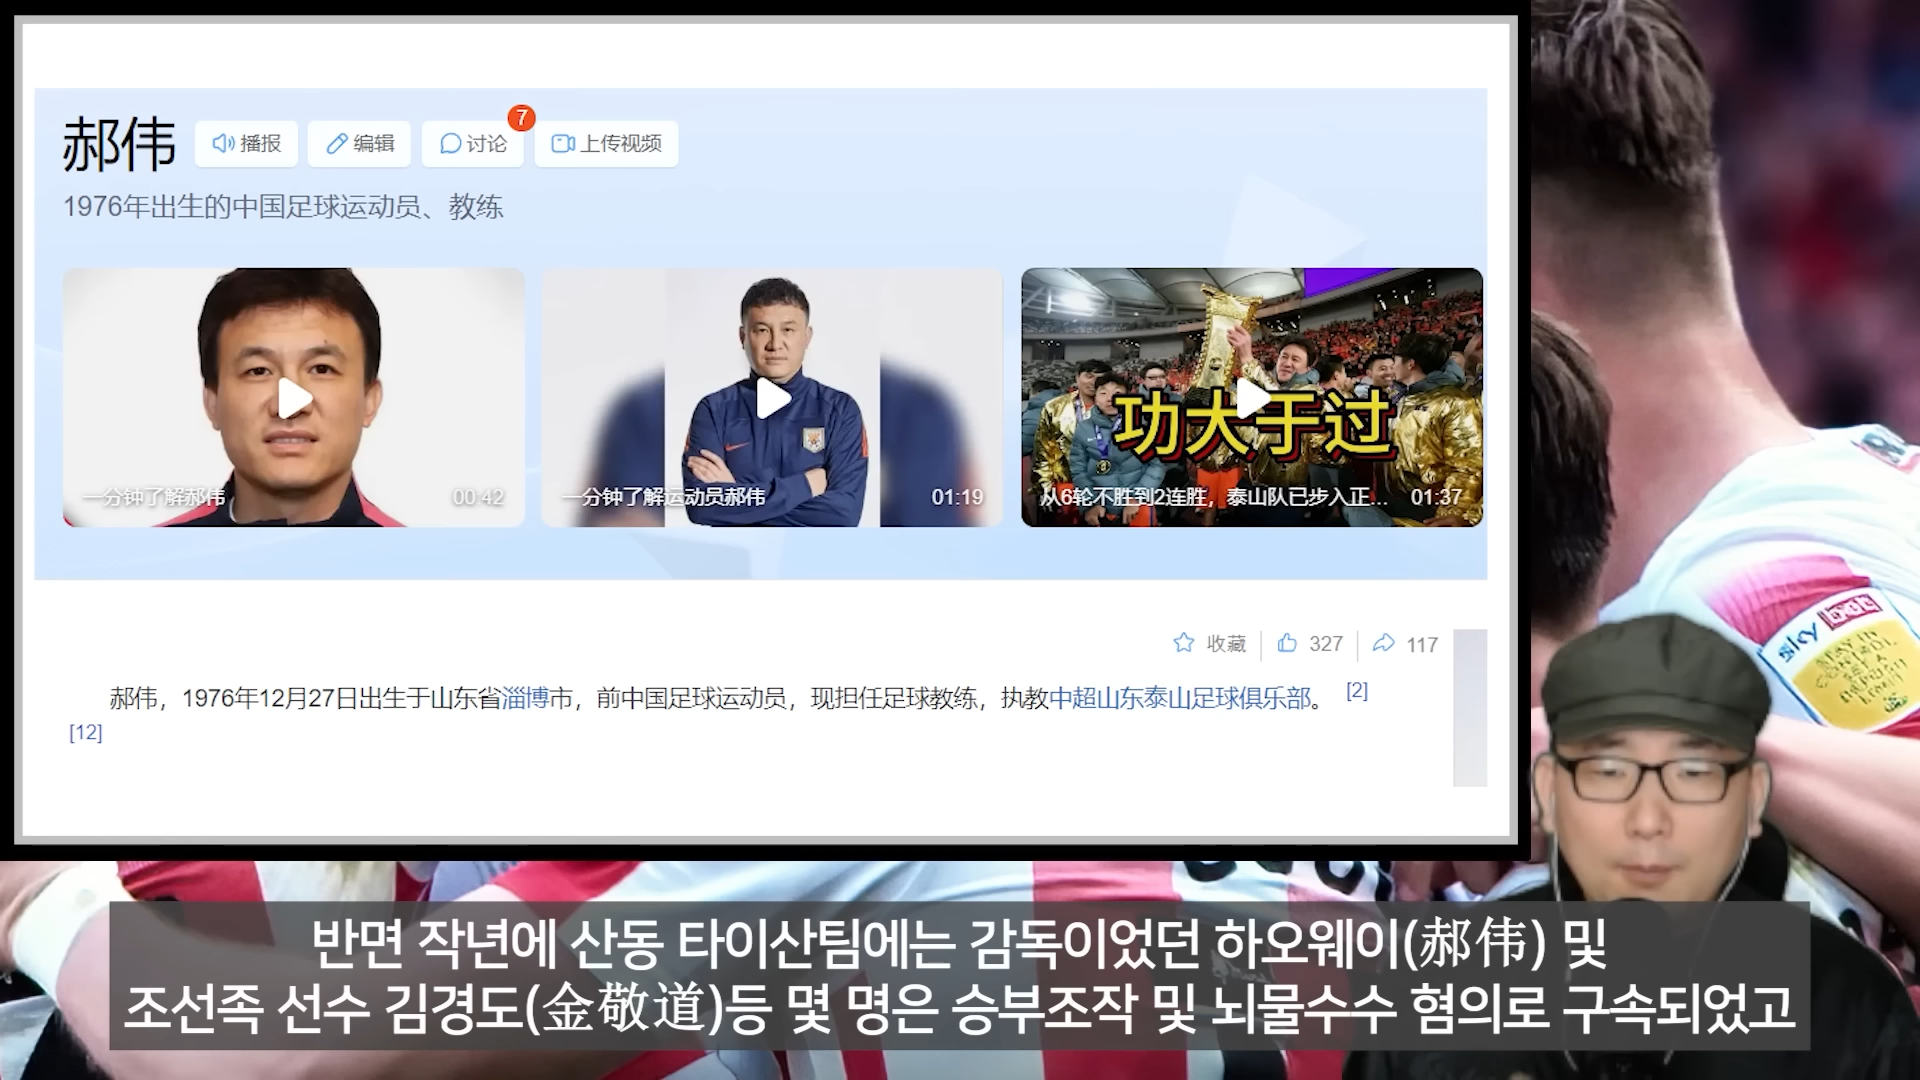 郝伟
播报
编辑
讨论
7
上传视频
1976年出生的中国足球运动员、教练
一分钟了解郝伟
00:42
一分钟了解运动员郝伟
01:19
功大于过
从6轮不胜到2连胜，泰山队已步入正...
01:37
收藏
327
117
郝伟，1976年12月27日出生于山东省淄博市，前中国足球运动员，现担任足球教练，执教中超山东泰山足球俱乐部。 [2]
[12]
sky
BET
반면 작년에 산동 타이산팀에는 감독이었던 하오웨이(郝伟) 및
조선족 선수 김경도(金敬道)등 몇 명은 승부조작 및 뇌물수수 혐의로 구속되었고